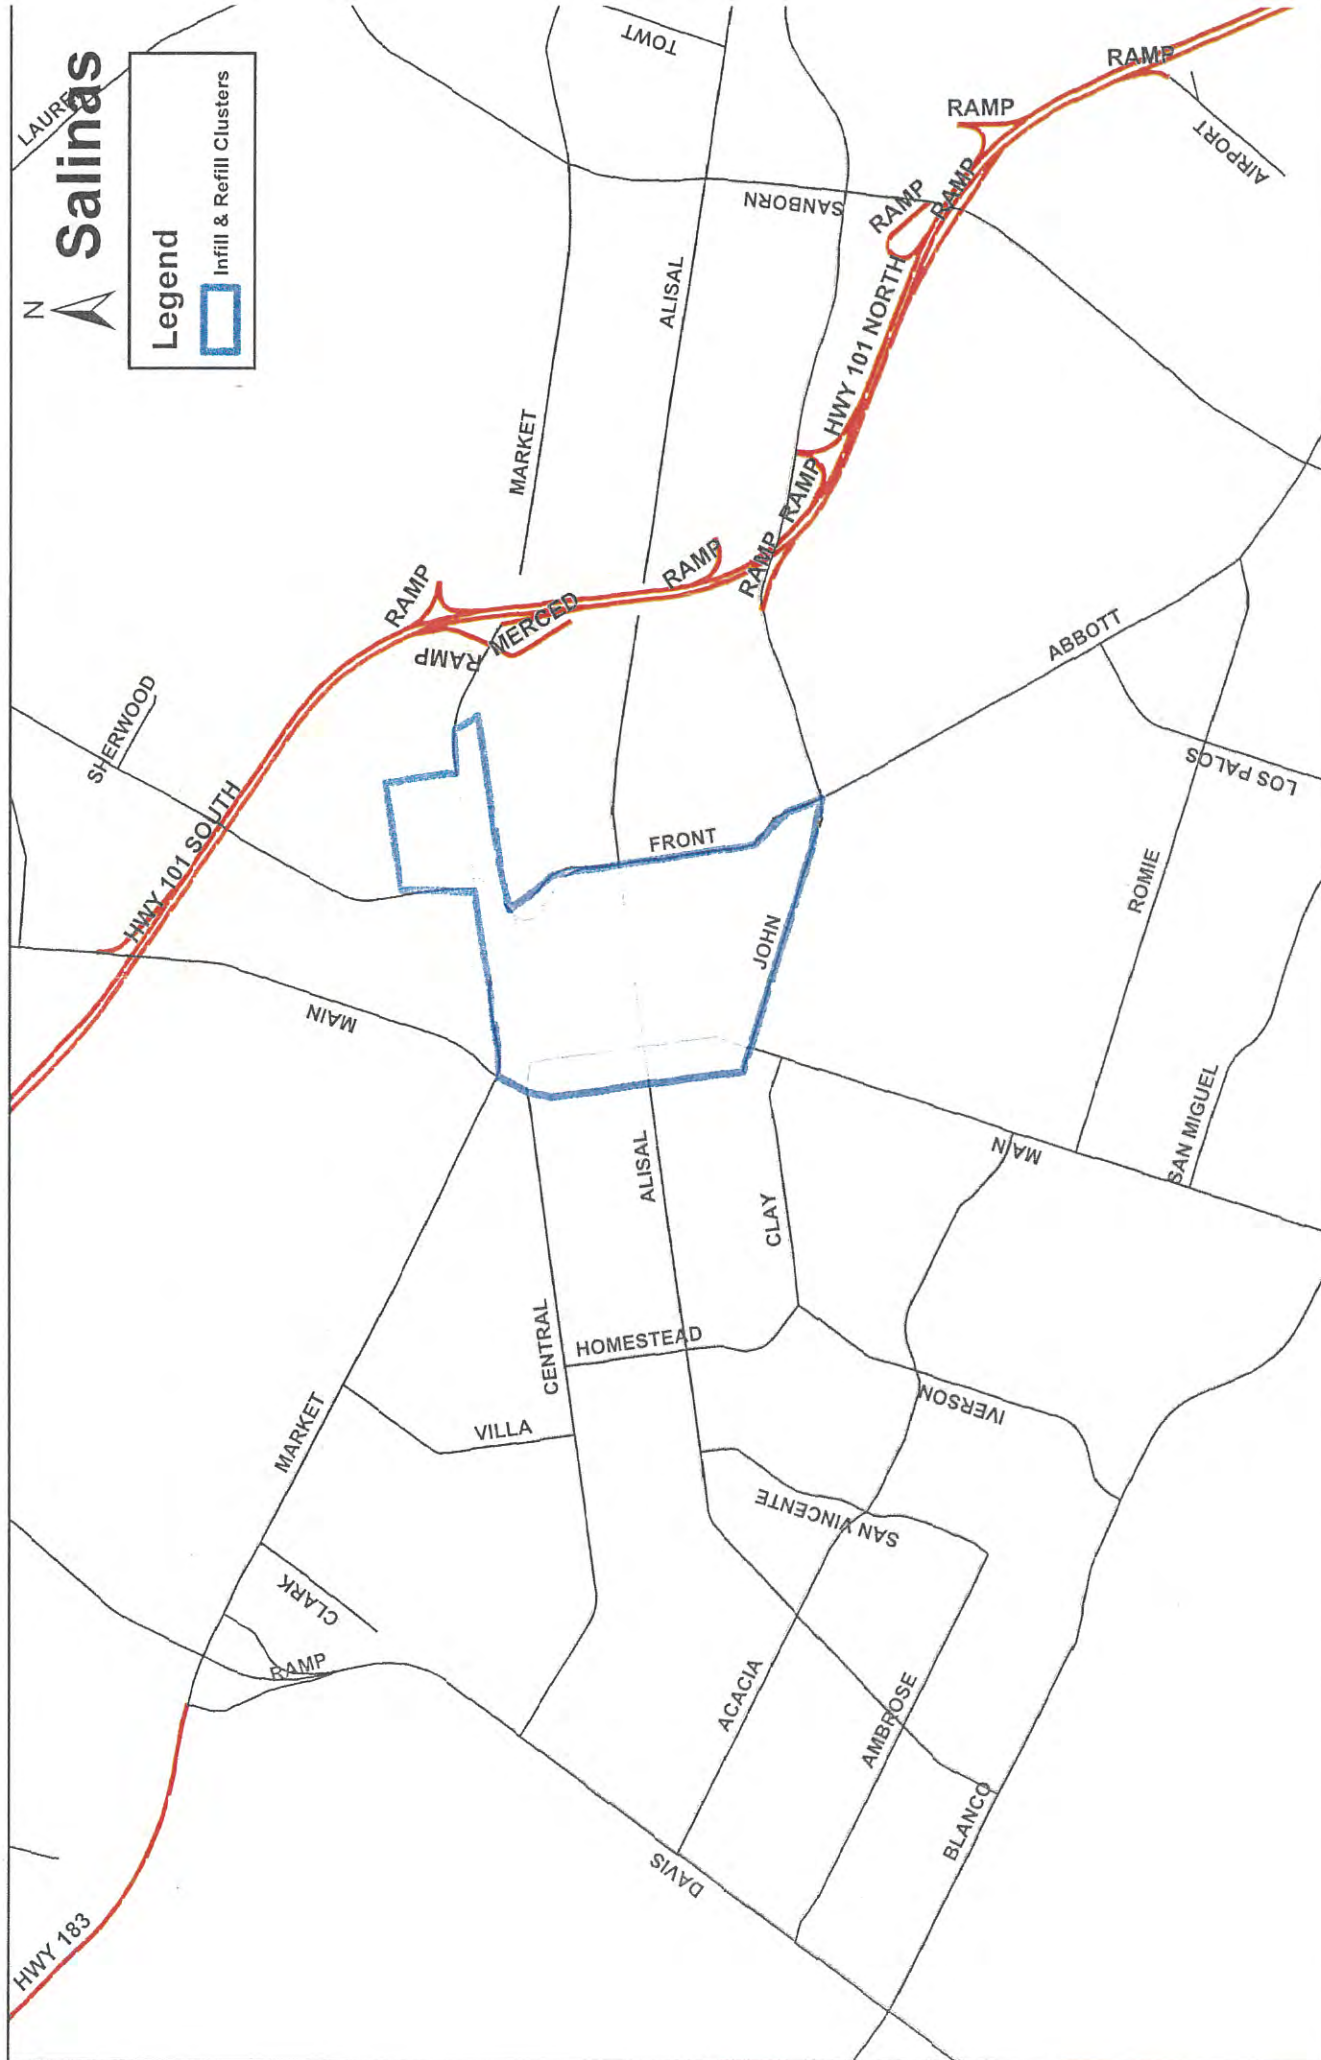 Salinas
N
Legend
Infill & Refill Clusters
LAUREL
TOWT
RAMP
RAMP
AIRPORT
RAMP
RAMP
SANBORN
ALISAL
HWY 101 NORTH
MARKET
RAMP
RAMP
RAMP
RAMP
MERCED
RAMP
ABBOTT
SHERWOOD
LOS PALOS
HWY 101 SOUTH
FRONT
ROMIE
JOHN
MAIN
SAN MIGUEL
MAIN
ALISAL
CLAY
CENTRAL
HOMESTEAD
IVERSON
MARKET
VILLA
SAN VINCENTE
CLARK
RAMP
ACACIA
AMBROSE
BLANCO
DAVIS
HWY 183